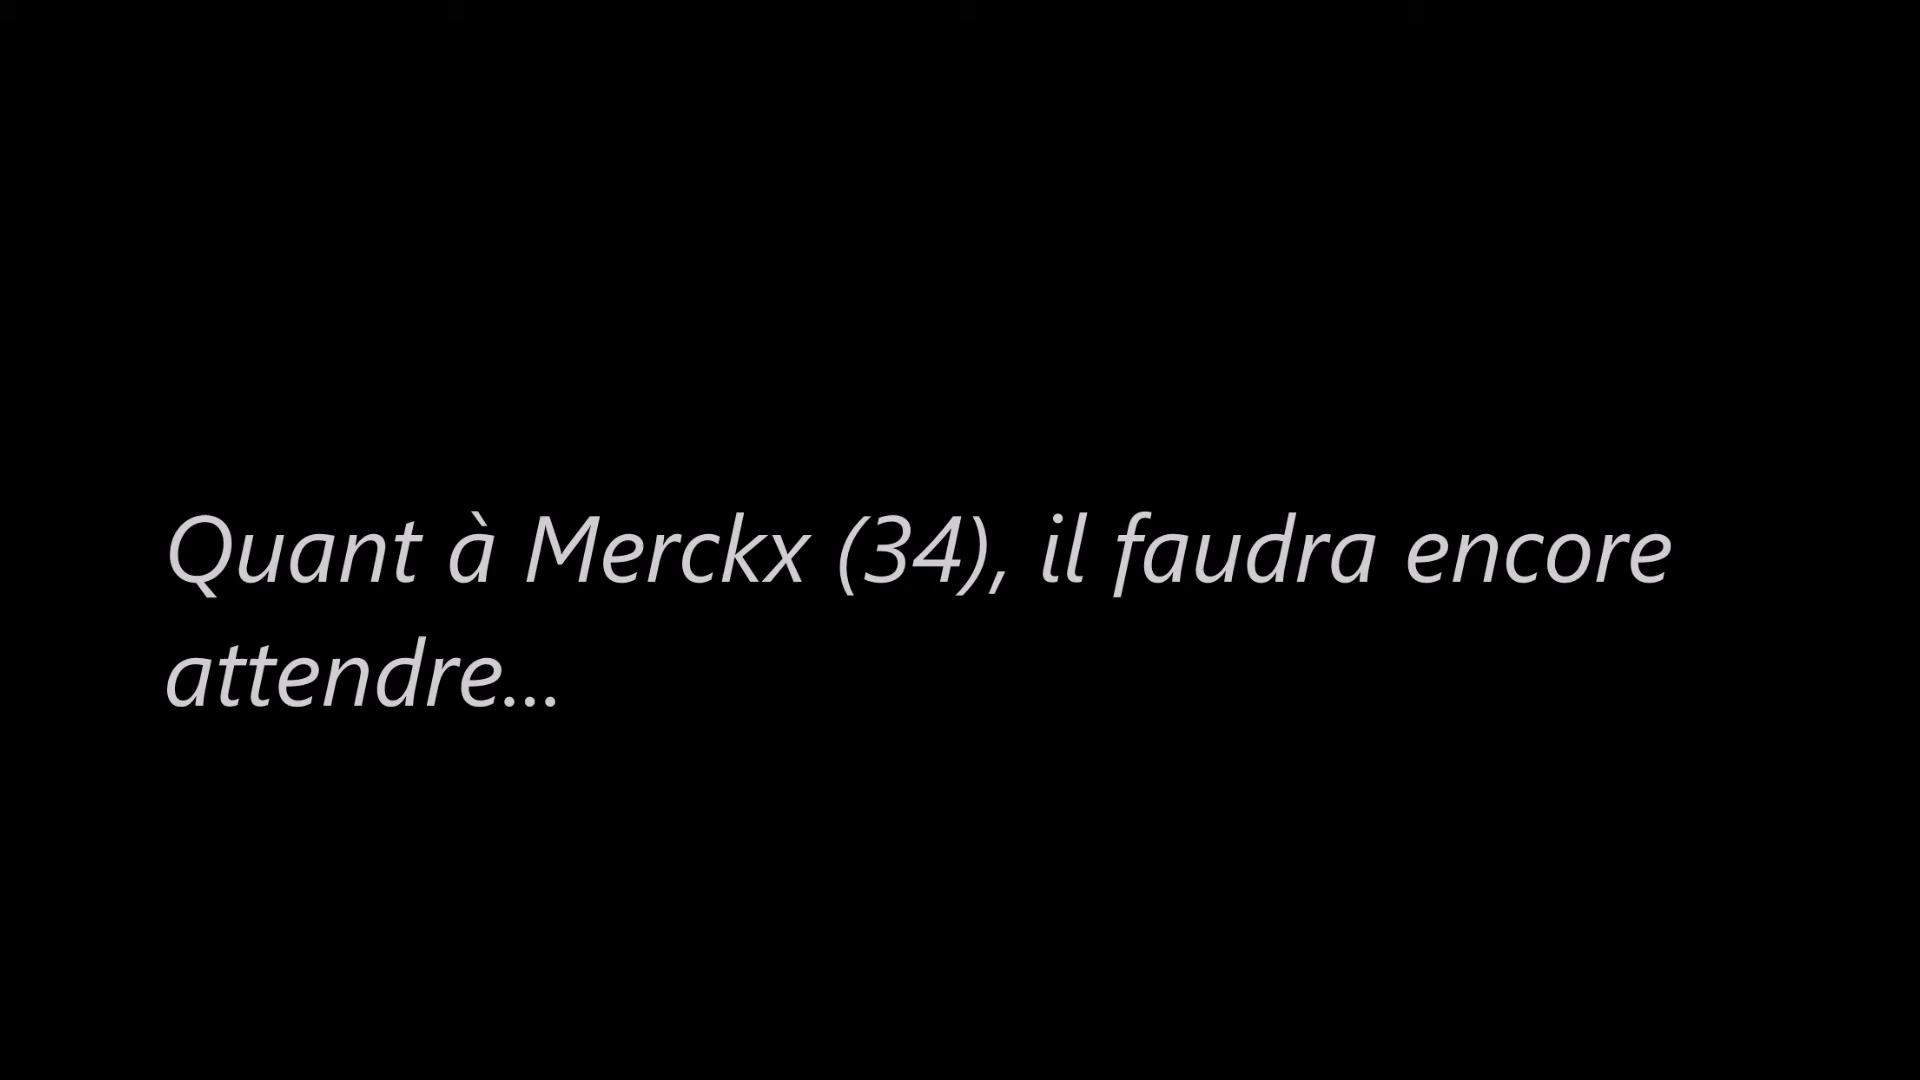 Quant à Merckx (34), il faudra encore
attendre...